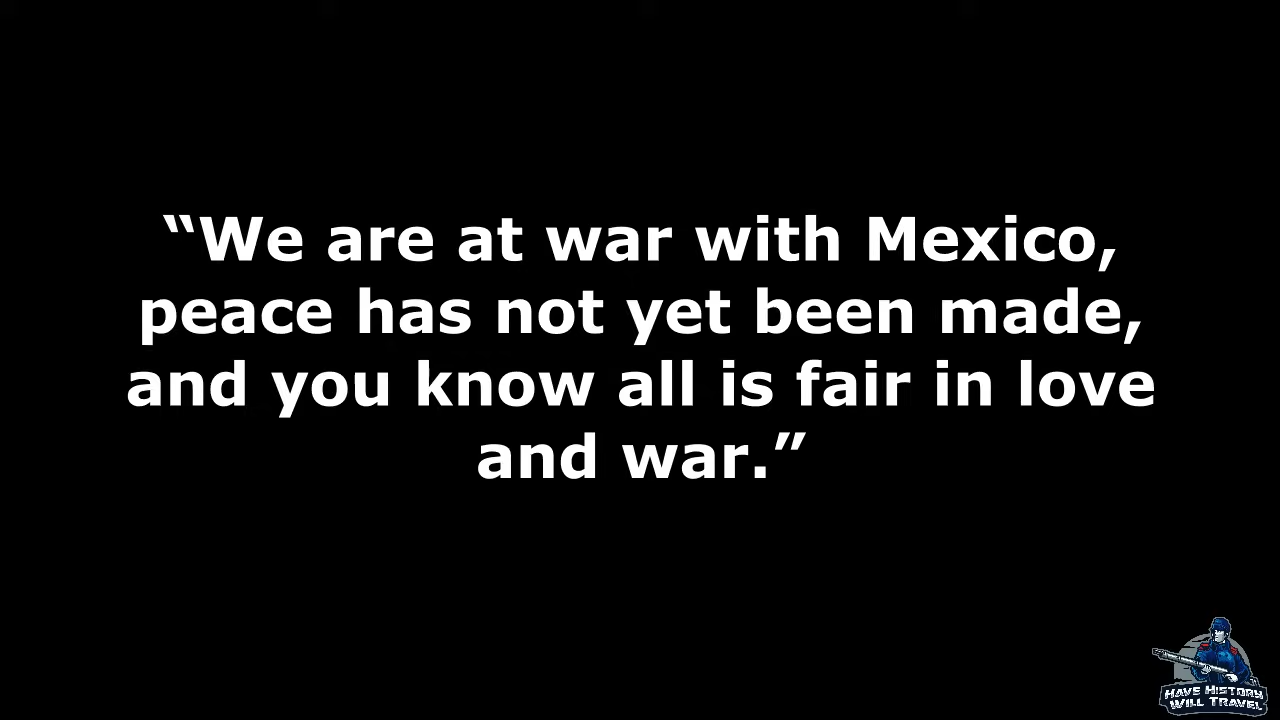 “We are at war with Mexico,
peace has not yet been made,
and you know all is fair in love
and war.”
HAVE HISTORY
WILL TRAVEL